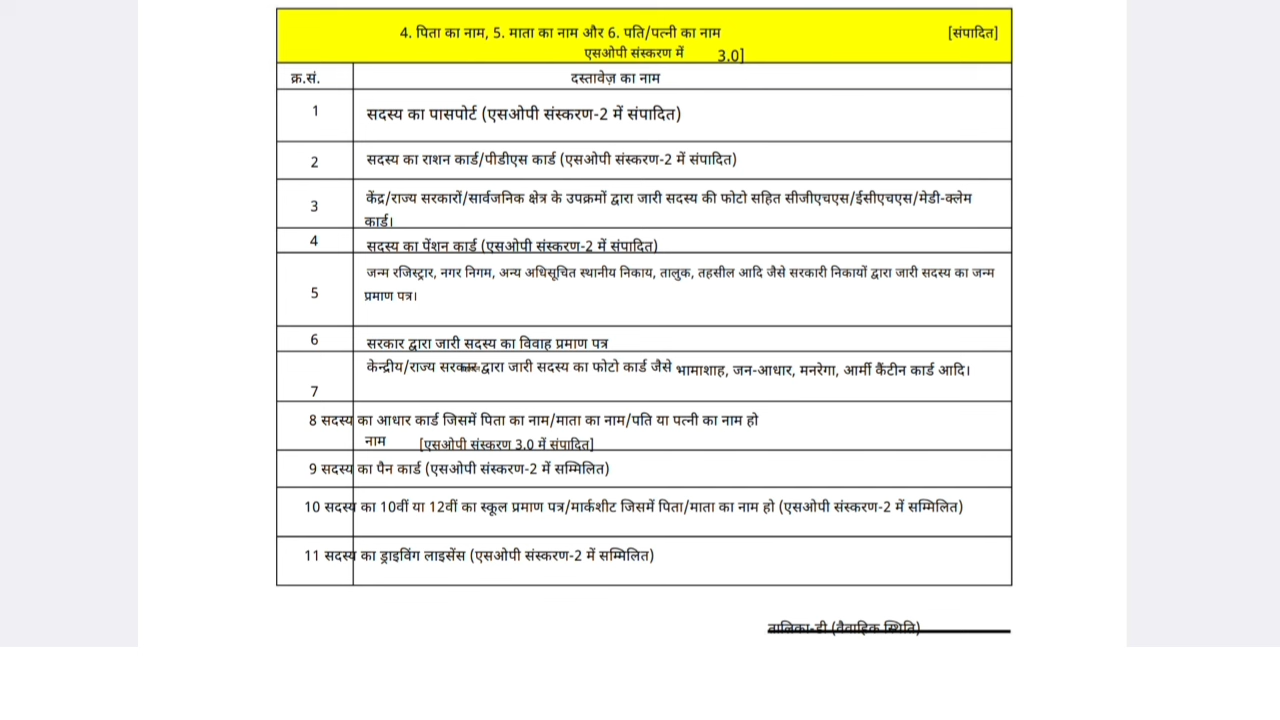 4. पिता का नाम, 5. माता का नाम और 6. पति/पत्नी का नाम [संपादित]
एसओपी संस्करण में 3.0]
क्र.सं. दस्तावेज़ का नाम
1 सदस्य का पासपोर्ट (एसओपी संस्करण-2 में संपादित)
2 सदस्य का राशन कार्ड/पीडीएस कार्ड (एसओपी संस्करण-2 में संपादित)
3 केंद्र/राज्य सरकारों/सार्वजनिक क्षेत्र के उपक्रमों द्वारा जारी सदस्य की फोटो सहित सीजीएचएस/ईसीएचएस/मेडी-क्लेम
कार्ड।
4 सदस्य का पेंशन कार्ड (एसओपी संस्करण-2 में संपादित)
जन्म रजिस्ट्रार, नगर निगम, अन्य अधिसूचित स्थानीय निकाय, तालुक, तहसील आदि जैसे सरकारी निकायों द्वारा जारी सदस्य का जन्म
5 प्रमाण पत्र।
6 सरकार द्वारा जारी सदस्य का विवाह प्रमाण पत्र
केन्द्रीय/राज्य सरकार द्वारा जारी सदस्य का फोटो कार्ड जैसे भामाशाह, जन-आधार, मनरेगा, आर्मी कैंटीन कार्ड आदि।
7
8 सदस्य का आधार कार्ड जिसमें पिता का नाम/माता का नाम/पति या पत्नी का नाम हो
नाम [एसओपी संस्करण 3.0 में संपादित]
9 सदस्य का पैन कार्ड (एसओपी संस्करण-2 में सम्मिलित)
10 सदस्य का 10वीं या 12वीं का स्कूल प्रमाण पत्र/मार्कशीट जिसमें पिता/माता का नाम हो (एसओपी संस्करण-2 में सम्मिलित)
11 सदस्य का ड्राइविंग लाइसेंस (एसओपी संस्करण-2 में सम्मिलित)
तालिका-डी (वैवाहिक स्थिति)